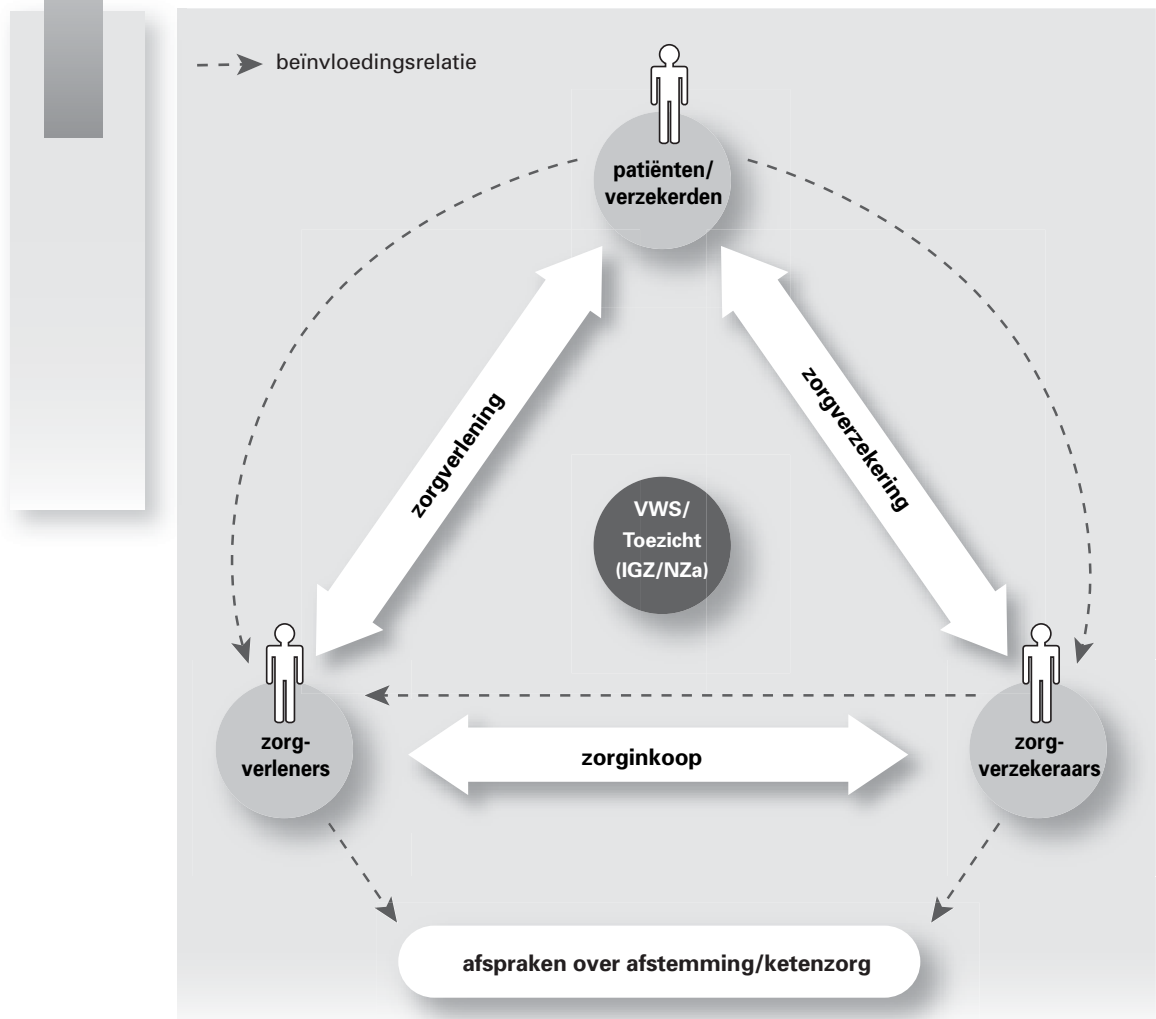 beïnvloedingsrelatie
patiënten/
verzekerden
zorgverlening
zorgverzekering
VWS/
Toezicht
(IGZ/NZa)
zorg-
verleners
zorginkoop
zorg-
verzekeraars
afspraken over afstemming/ketenzorg